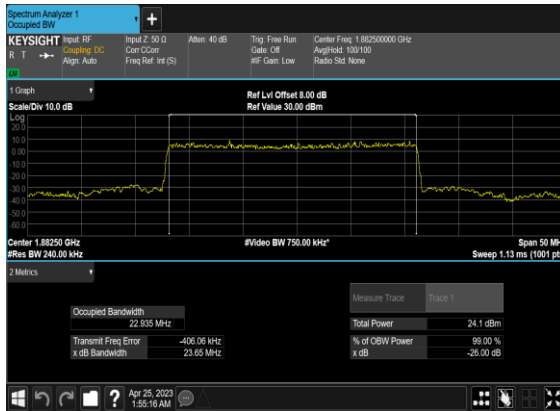 Spectrum Analyzer 1
Occupied BW
KEYSIGHT Input: RF Input Z: 50 Ω Atten: 40 dB Trig: Free Run Center Freq: 1.882500000 GHz
R T Coupling: DC Corr CCorr Gate: Off Avg|Hold: 100/100
Align: Auto Freq Ref: Int (S) #IF Gain: Low Radio Std: None
1 Graph
Scale/Div 10.0 dB Ref Lvl Offset 8.00 dB
Ref Value 30.00 dBm
Log
20.0
10.0
0.00
-10.0
-20.0
-30.0
-40.0
-50.0
-60.0
Center 1.88250 GHz #Video BW 750.00 kHz* Span 50 MH
#Res BW 240.00 kHz Sweep 1.13 ms (1001 pt
2 Metrics
Measure Trace Trace 1
Occupied Bandwidth
22.935 MHz
Total Power 24.1 dBm
Transmit Freq Error -406.06 kHz % of OBW Power 99.00 %
x dB Bandwidth 23.65 MHz x dB -26.00 dB
Apr 25, 2023
1:55:16 AM